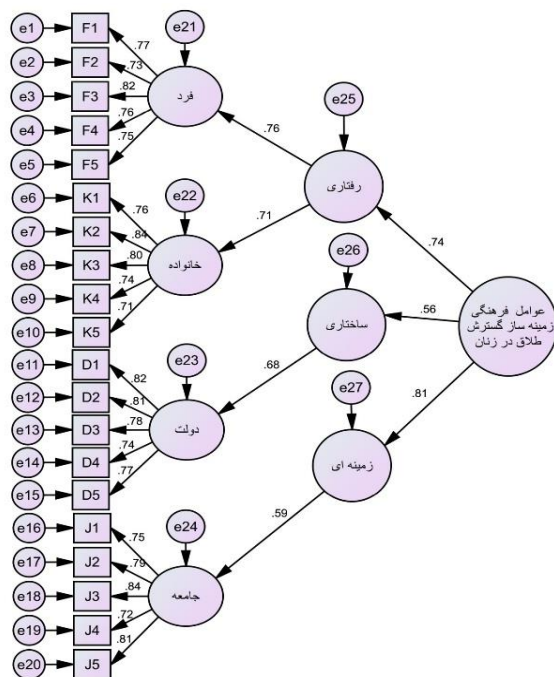 e1
F1
e2
F2
e3
F3
e4
F4
e5
F5
.77
.73
.82
.76
.75
e21
فرد
e6
K1
e7
K2
e8
K3
e9
K4
e10
K5
.76
.84
.80
.74
.71
e22
خانواده
e11
D1
e12
D2
e13
D3
e14
D4
e15
D5
.82
.81
.78
.74
.77
e23
دولت
e16
J1
e17
J2
e18
J3
e19
J4
e20
J5
.75
.79
.84
.72
.81
e24
جامعه
.76
.71
e25
رفتاری
.68
e26
ساختاری
.59
e27
زمینه ای
.74
.56
.81
عوامل فرهنگی
زمینه ساز گسترش
طلاق در زنان